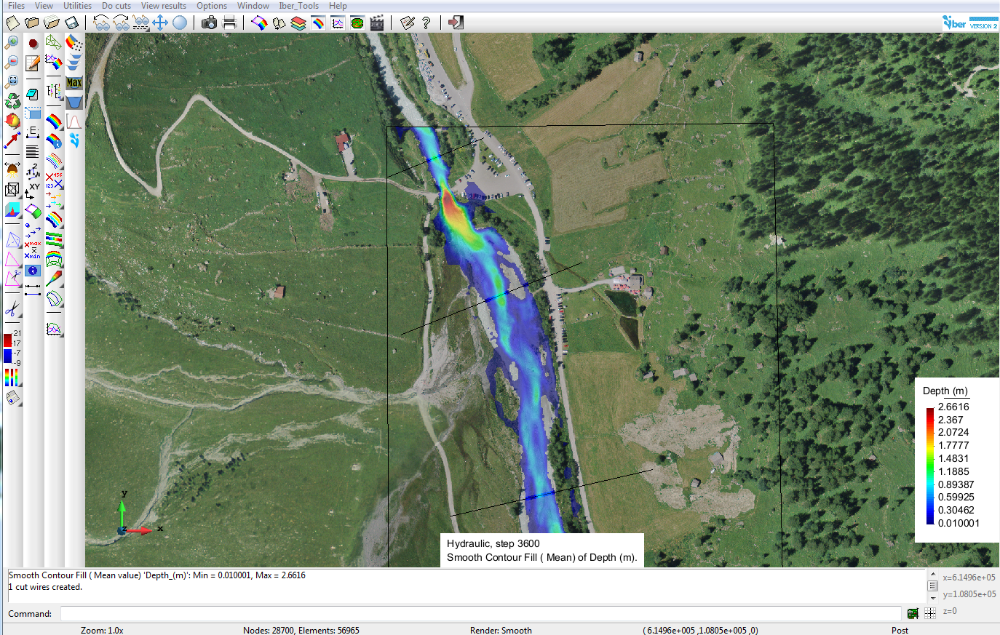 Files View Utilities Do cuts View results Options Window Iber_Tools Help
Iber VERSION 2
Max
E
XY
123
Xmax
Xmin
21
17
-7
-9
y
z x
Depth (m)
2.6616
2.367
2.0724
1.7777
1.4831
1.1885
0.89387
0.59925
0.30462
0.010001
Hydraulic, step 3600
Smooth Contour Fill ( Mean) of Depth (m).
Smooth Contour Fill ( Mean value) 'Depth_(m)': Min = 0.010001, Max = 2.6616
1 cut wires created.
x=6.1496e+05
y=1.0805e+05
z=0
Command:
Zoom: 1.0x Nodes: 28700, Elements: 56965 Render: Smooth ( 6.1496e+005 ,1.0805e+005 ,0) Post